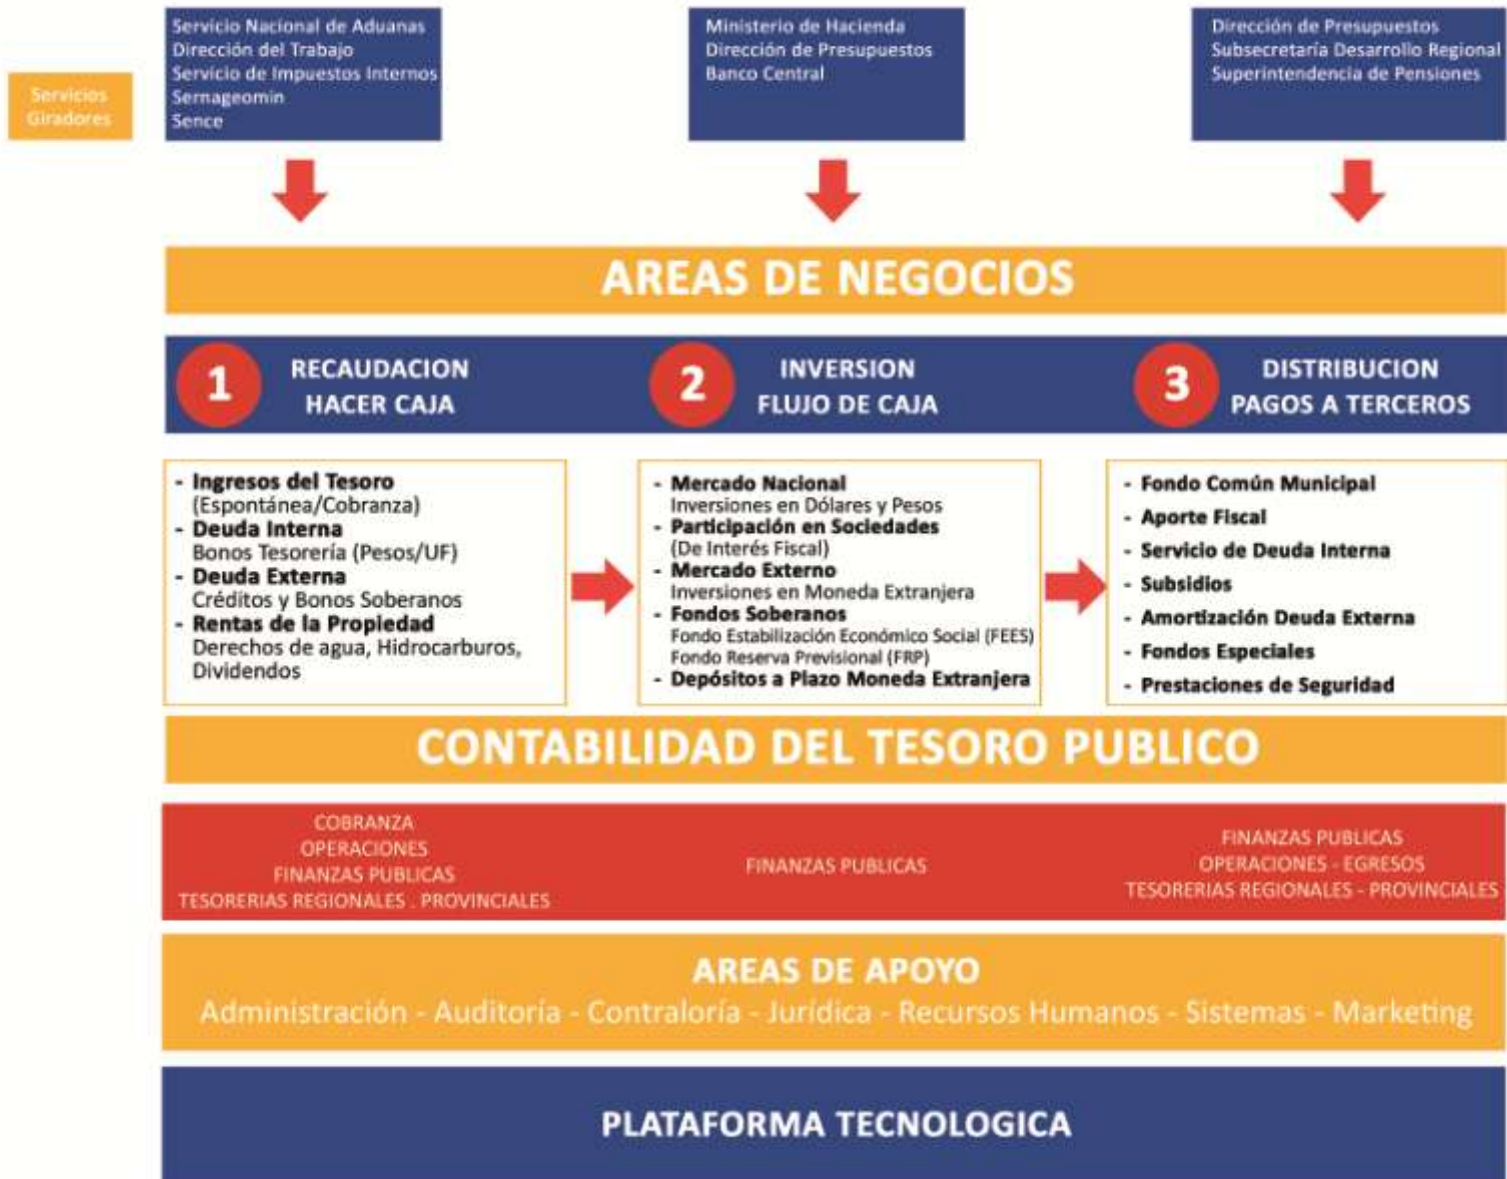 Servicios
Giradores
Servicio Nacional de Aduanas
Dirección del Trabajo
Servicio de Impuestos Internos
Sernageomin
Sence
Ministerio de Hacienda
Dirección de Presupuestos
Banco Central
Dirección de Presupuestos
Subsecretaría Desarrollo Regional
Superintendencia de Pensiones
AREAS DE NEGOCIOS
1
RECAUDACION
HACER CAJA
2
INVERSION
FLUJO DE CAJA
3
DISTRIBUCION
PAGOS A TERCEROS
- Ingresos del Tesoro
(Espontánea/Cobranza)
- Deuda Interna
Bonos Tesorería (Pesos/UF)
- Deuda Externa
Créditos y Bonos Soberanos
- Rentas de la Propiedad
Derechos de agua, Hidrocarburos,
Dividendos
- Mercado Nacional
Inversiones en Dólares y Pesos
- Participación en Sociedades
(De Interés Fiscal)
- Mercado Externo
Inversiones en Moneda Extranjera
- Fondos Soberanos
Fondo Estabilización Económico Social (FEES)
Fondo Reserva Previsional (FRP)
- Depósitos a Plazo Moneda Extranjera
- Fondo Común Municipal
- Aporte Fiscal
- Servicio de Deuda Interna
- Subsidios
- Amortización Deuda Externa
- Fondos Especiales
- Prestaciones de Seguridad
CONTABILIDAD DEL TESORO PUBLICO
COBRANZA
OPERACIONES
FINANZAS PUBLICAS
TESORERIAS REGIONALES . PROVINCIALES
FINANZAS PUBLICAS
FINANZAS PUBLICAS
OPERACIONES - EGRESOS
TESORERIAS REGIONALES - PROVINCIALES
AREAS DE APOYO
Administración - Auditoría - Contraloría - Jurídica - Recursos Humanos - Sistemas - Marketing
PLATAFORMA TECNOLOGICA